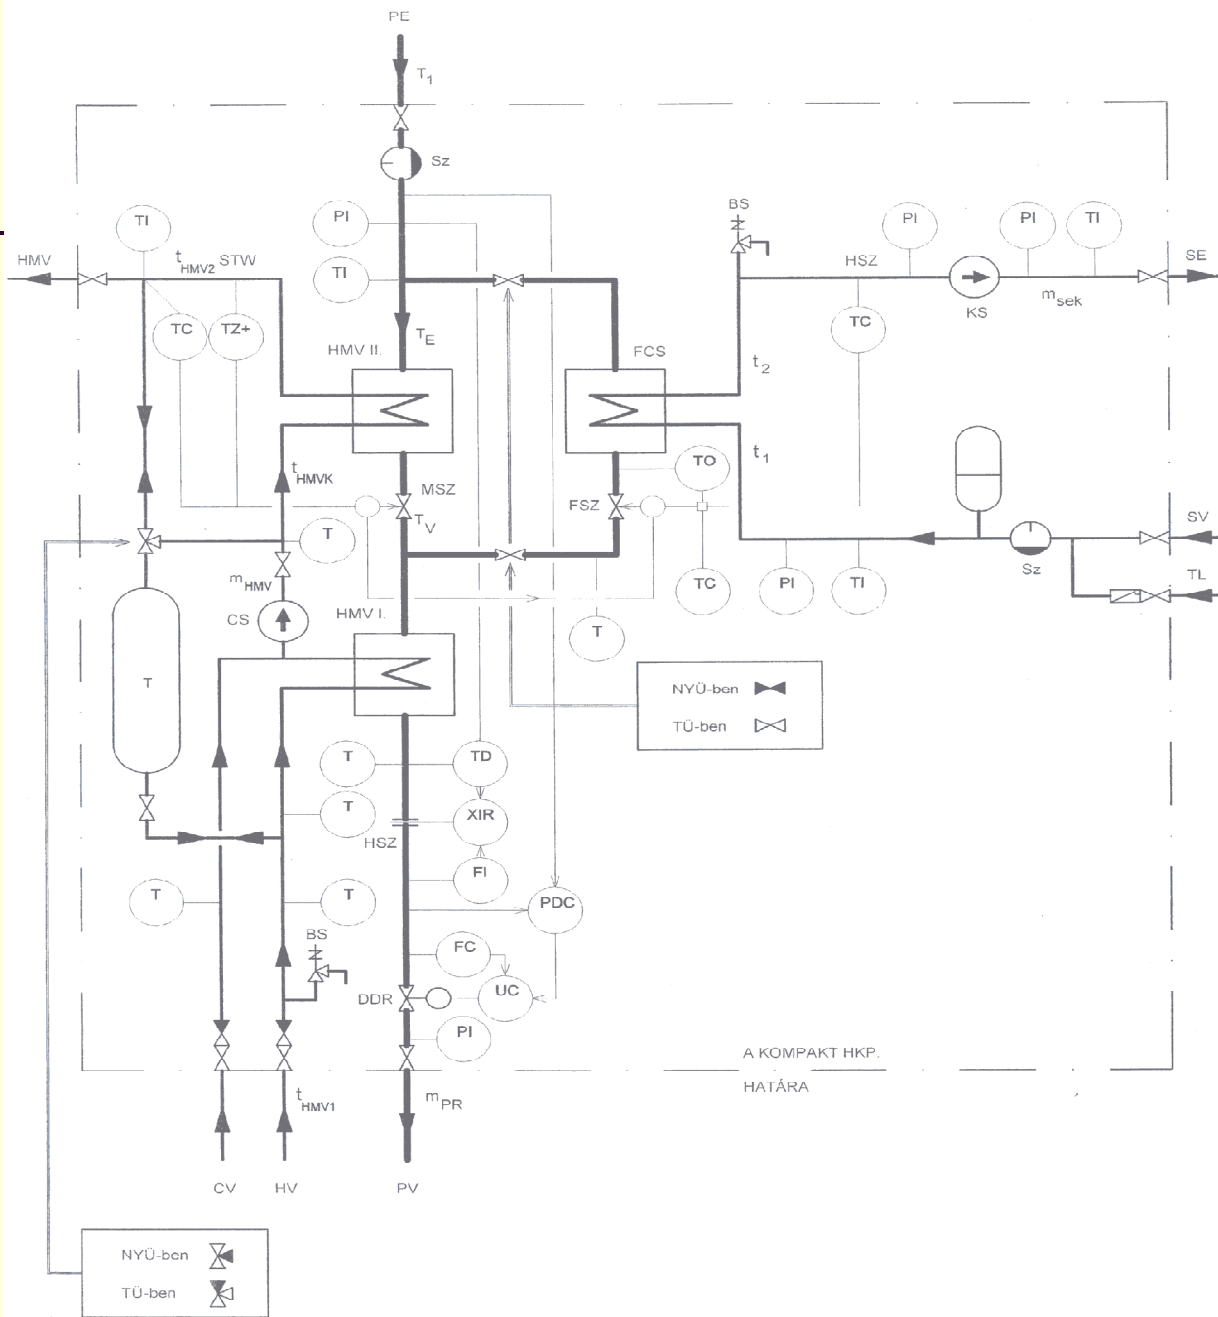 PE
T1
Sz
PI
TI
TI
HMV
tHMV2 STW
TC
TZ+
TE
HMV II.
FCS
BS
PI
PI
TI
HSZ
KS
msek
SE
TC
t2
t1
tHMVK
MSZ
TV
TO
FSZ
TC
T
mHMV
CS
HMV I.
T
PI
TI
T
Sz
SV
TL
T
NYÜ-ben
TÜ-ben
T
TD
T
XIR
HSZ
FI
T
T
PDC
BS
FC
DDR
UC
PI
A KOMPAKT HKP.
HATÁRA
tHMV1
mPR
CV
HV
PV
NYÜ-ben
TÜ-ben